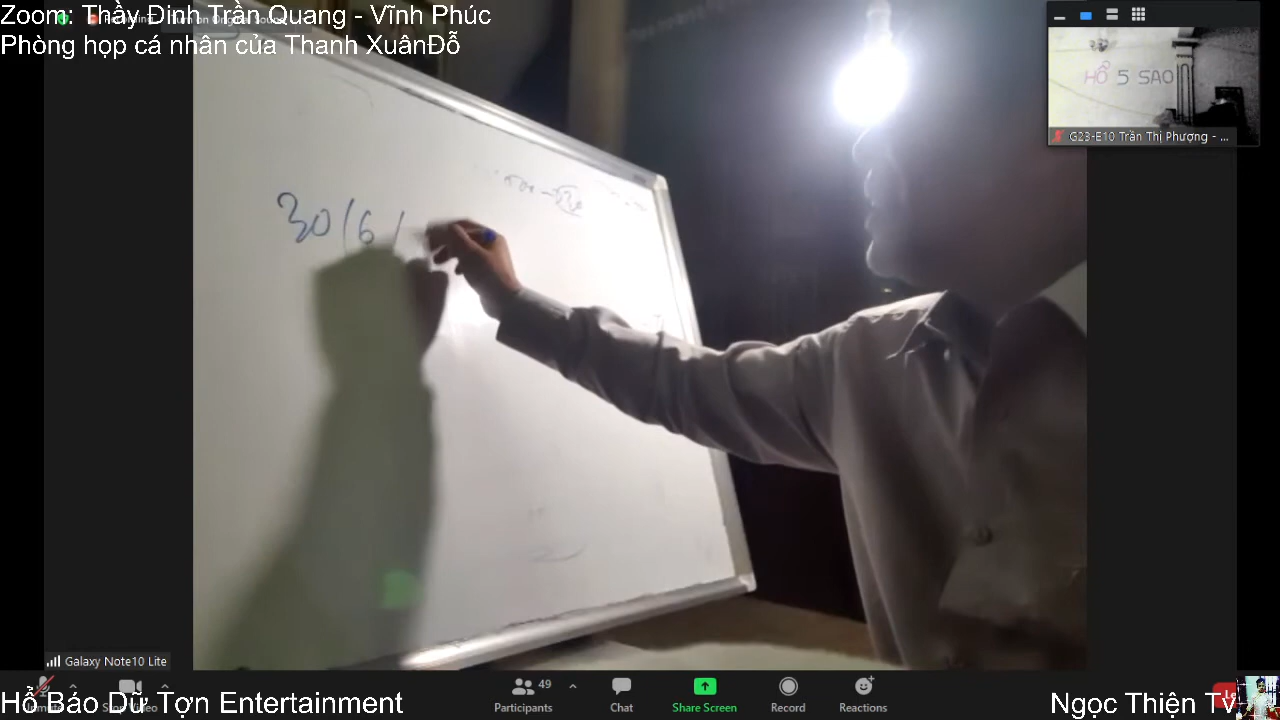 Zoom: Thầy Đinh Trần Quang - Vĩnh Phúc
Phòng họp cá nhân của Thanh XuânĐỗ
HỔ 5 SAO
G23-E10 Trần Thị Phượng - ...
30/6/
Galaxy Note10 Lite
49
Participants
Chat
Share Screen
Record
Reactions
Hổ Báo Dữ Tợn Entertainment
Ngọc Thiện Tv